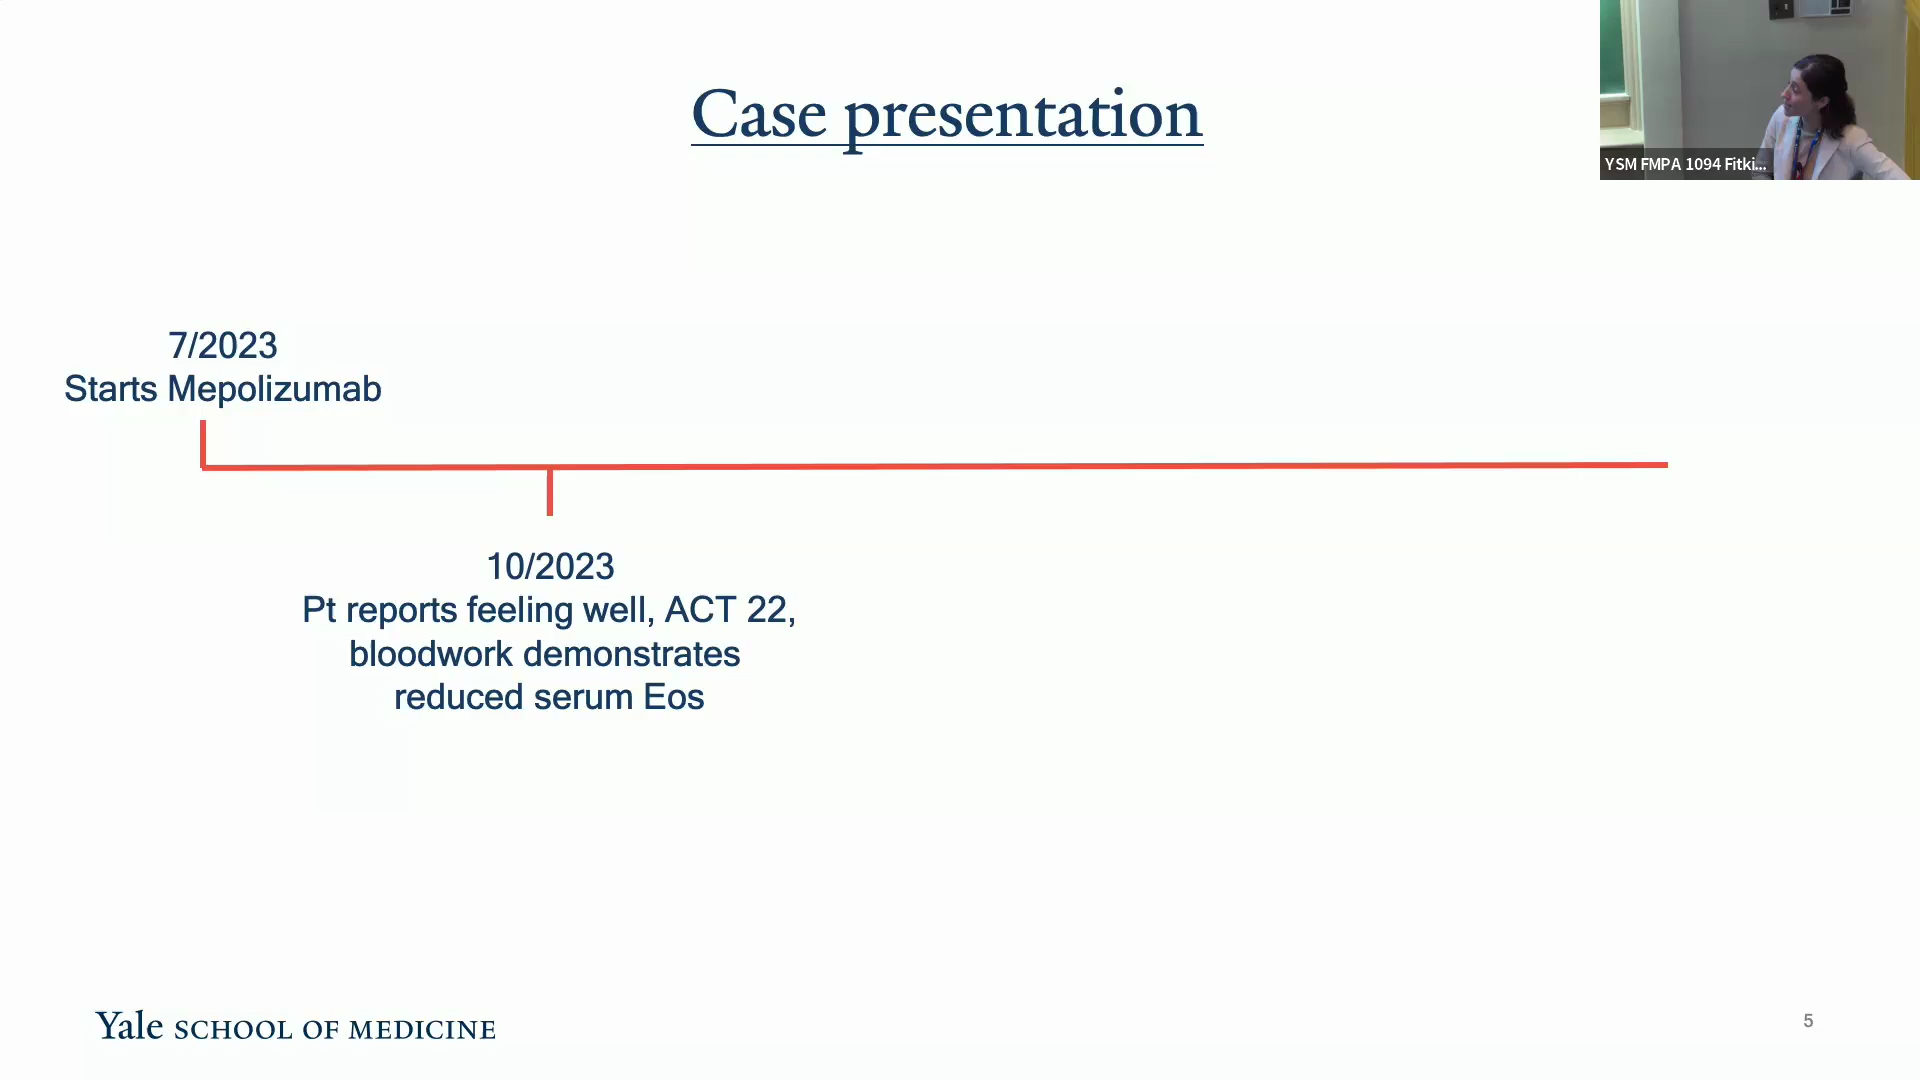 Case presentation
YSM FMPA 1094 Fitki...
7/2023
Starts Mepolizumab
10/2023
Pt reports feeling well, ACT 22,
bloodwork demonstrates
reduced serum Eos
Yale SCHOOL OF MEDICINE
5